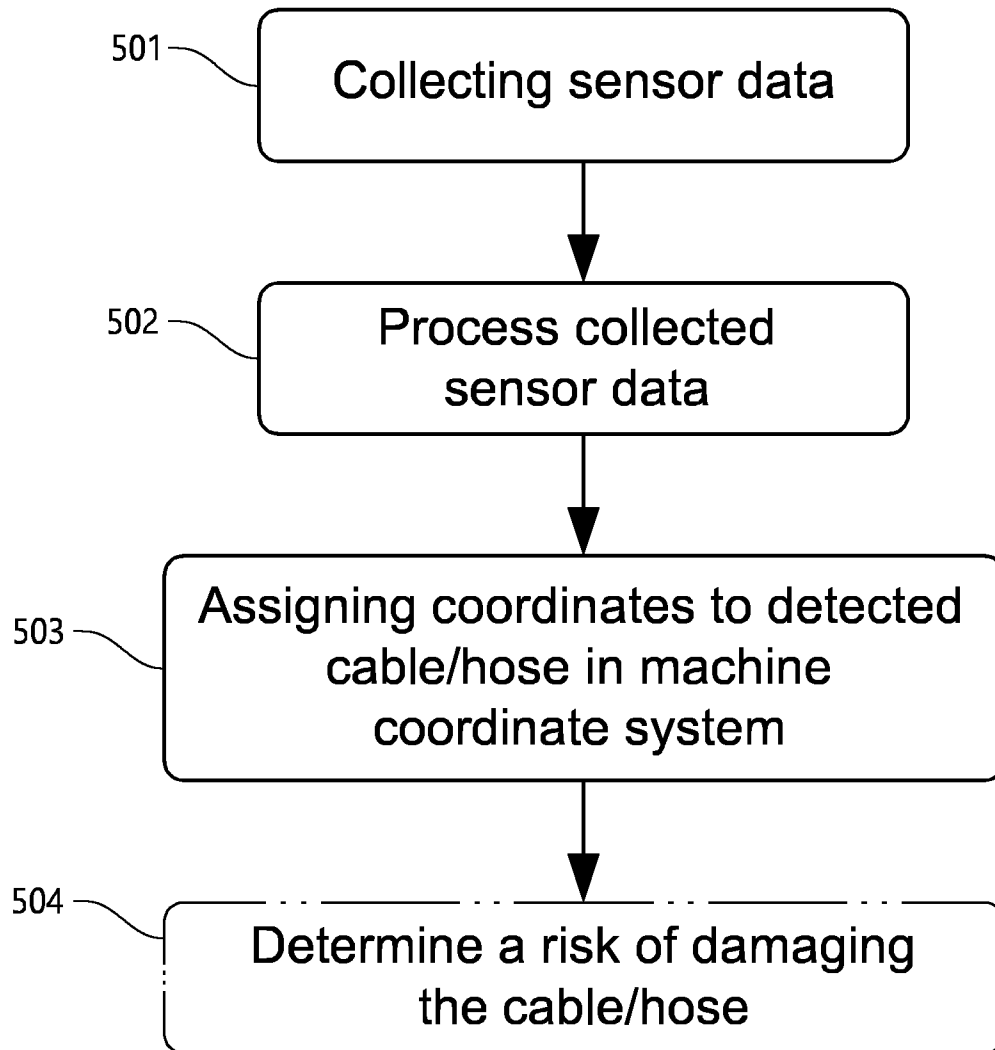 501
Collecting sensor data
502
Process collected
sensor data
503
Assigning coordinates to detected
cable/hose in machine
coordinate system
504
Determine a risk of damaging
the cable/hose